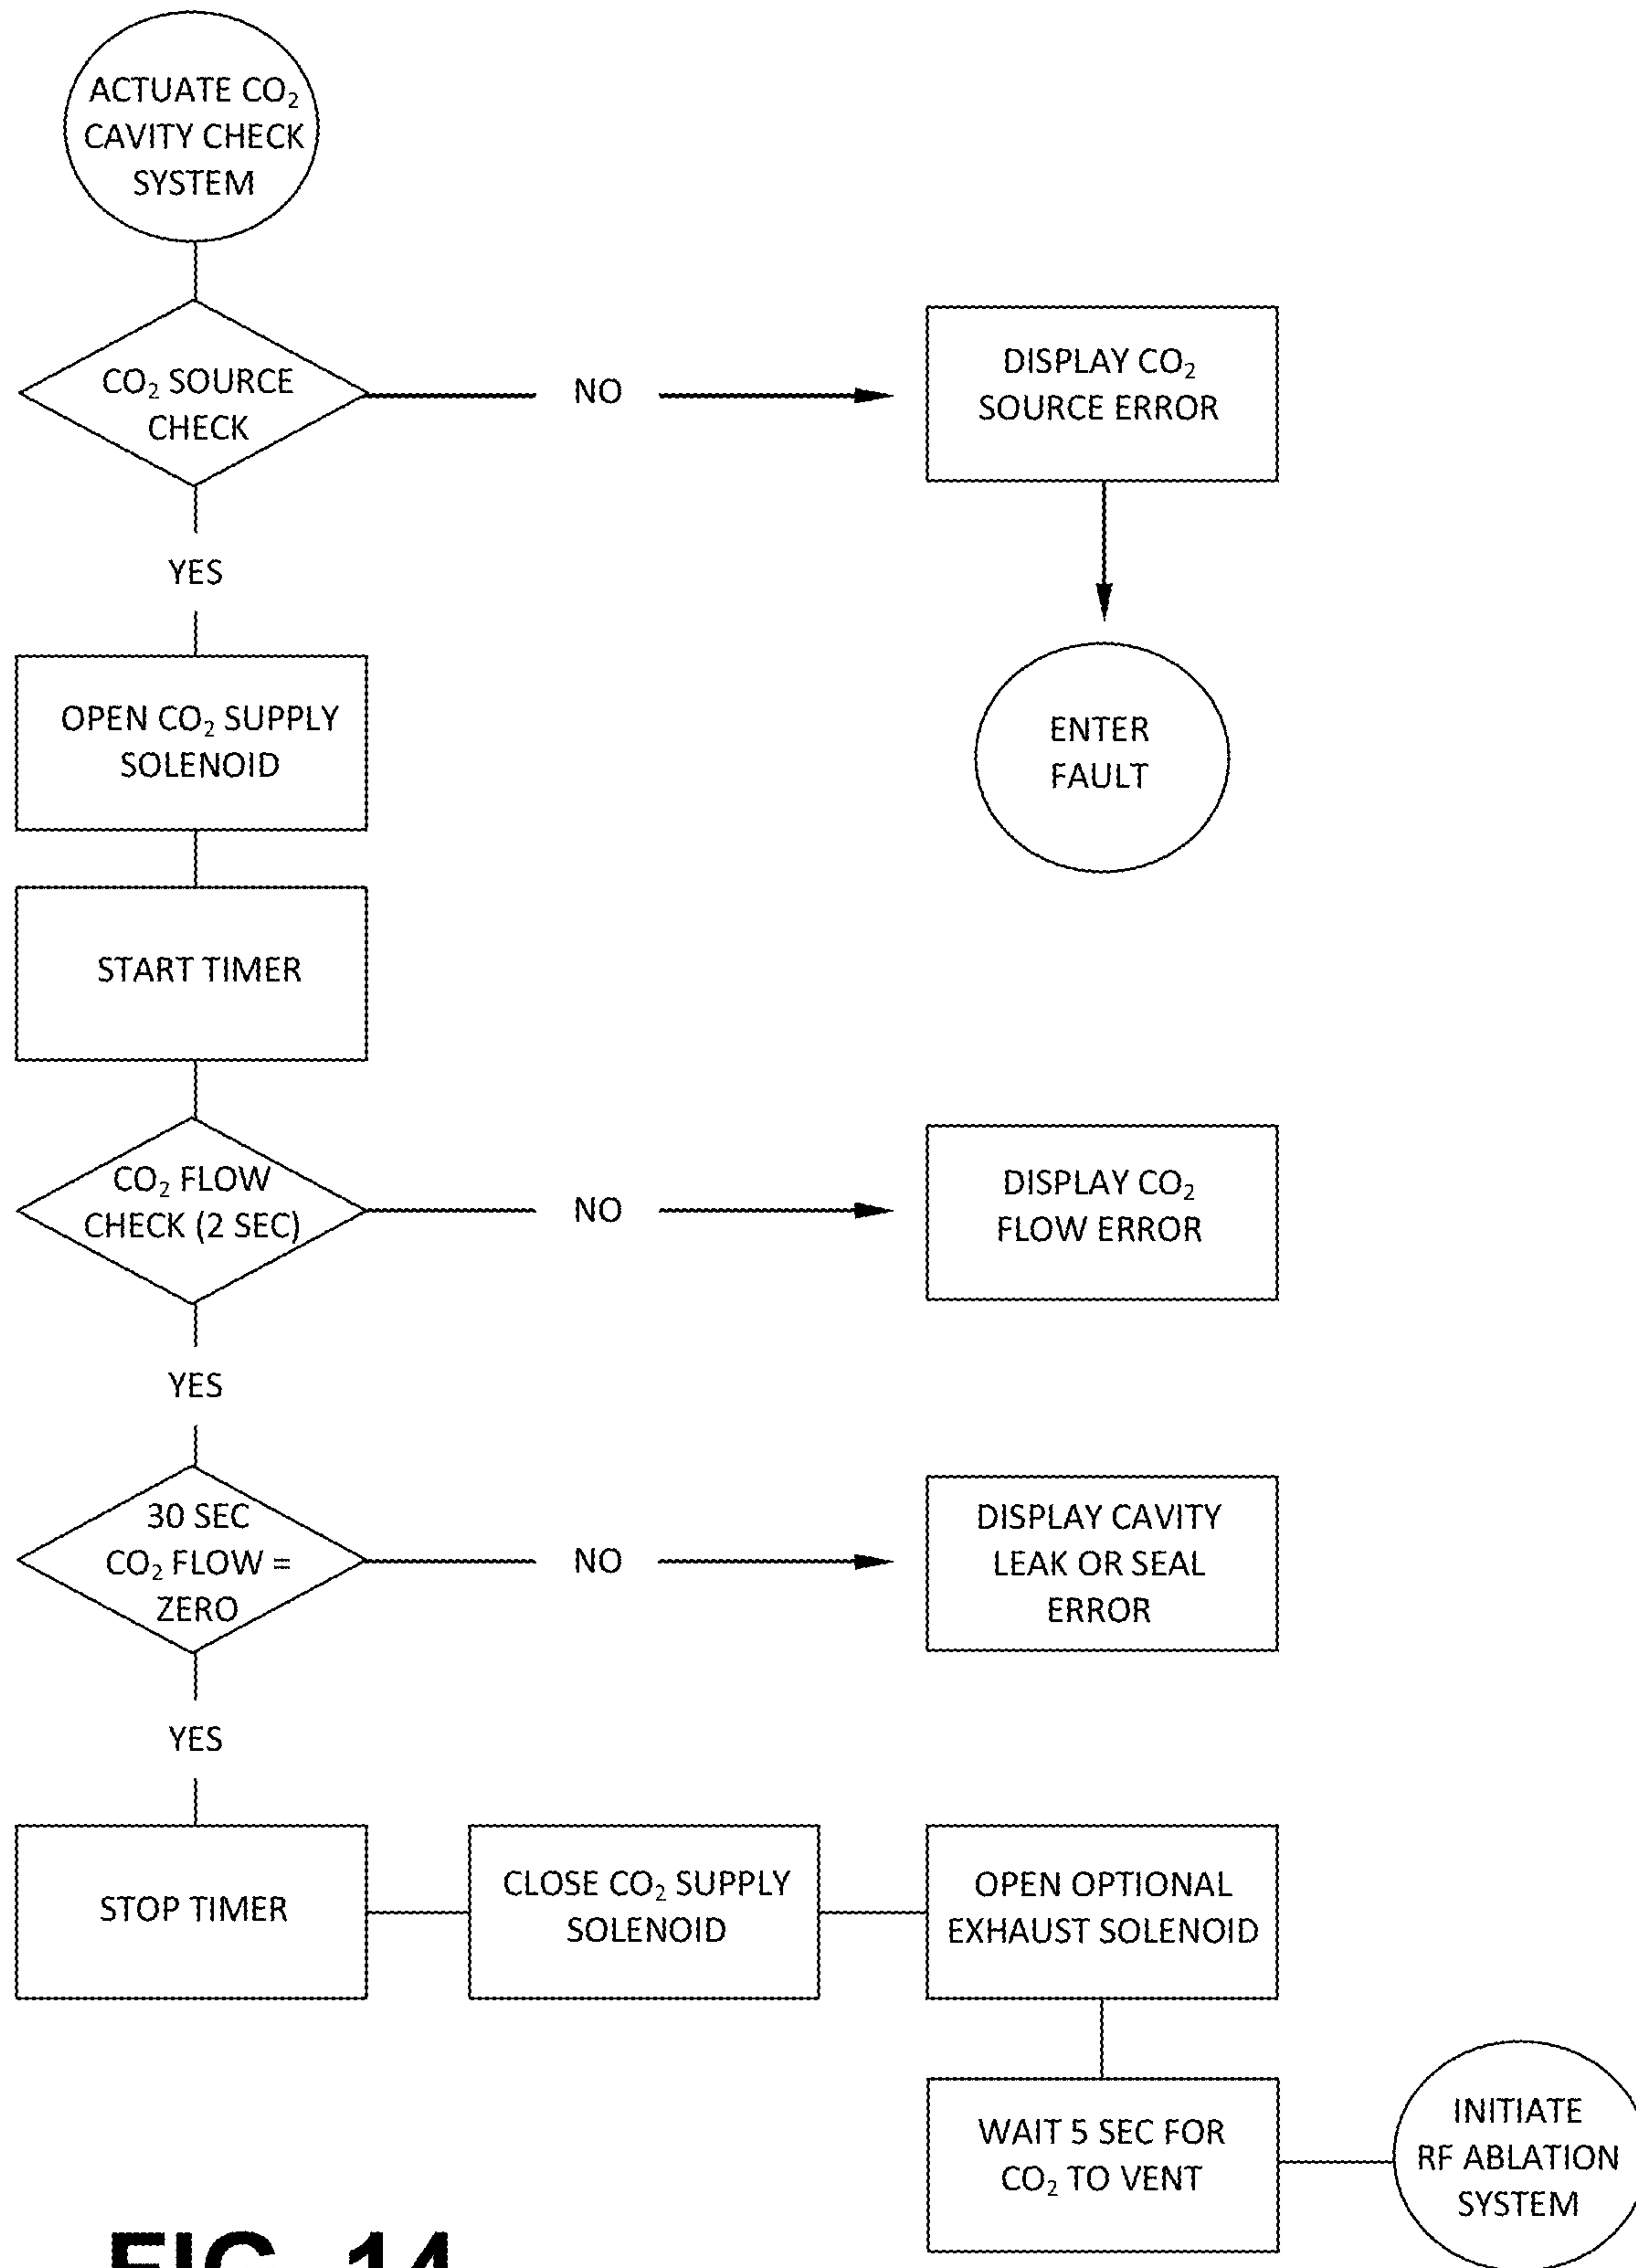 ACTUATE CO₂
CAVITY CHECK
SYSTEM
CO₂ SOURCE
CHECK
NO
DISPLAY CO₂
SOURCE ERROR
YES
ENTER
FAULT
OPEN CO₂ SUPPLY
SOLENOID
START TIMER
CO₂ FLOW
CHECK (2 SEC)
NO
DISPLAY CO₂
FLOW ERROR
YES
30 SEC
CO₂ FLOW =
ZERO
NO
DISPLAY CAVITY
LEAK OR SEAL
ERROR
YES
STOP TIMER
CLOSE CO₂ SUPPLY
SOLENOID
OPEN OPTIONAL
EXHAUST SOLENOID
WAIT 5 SEC FOR
CO₂ TO VENT
INITIATE
RF ABLATION
SYSTEM
FIG. 14